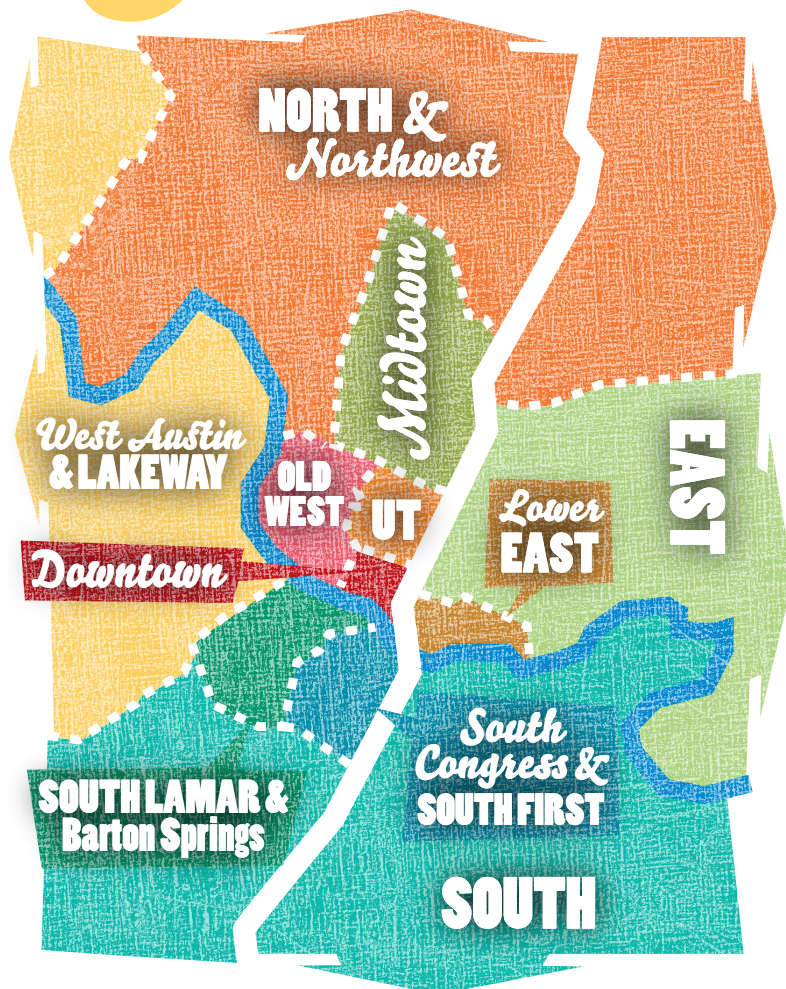 NORTH &
Northwest
Midtown
West Austin
& LAKEWAY
EAST
OLD
WEST
UT
Lower
EAST
Downtown
South
Congress &
SOUTH FIRST
SOUTH LAMAR &
Barton Springs
SOUTH